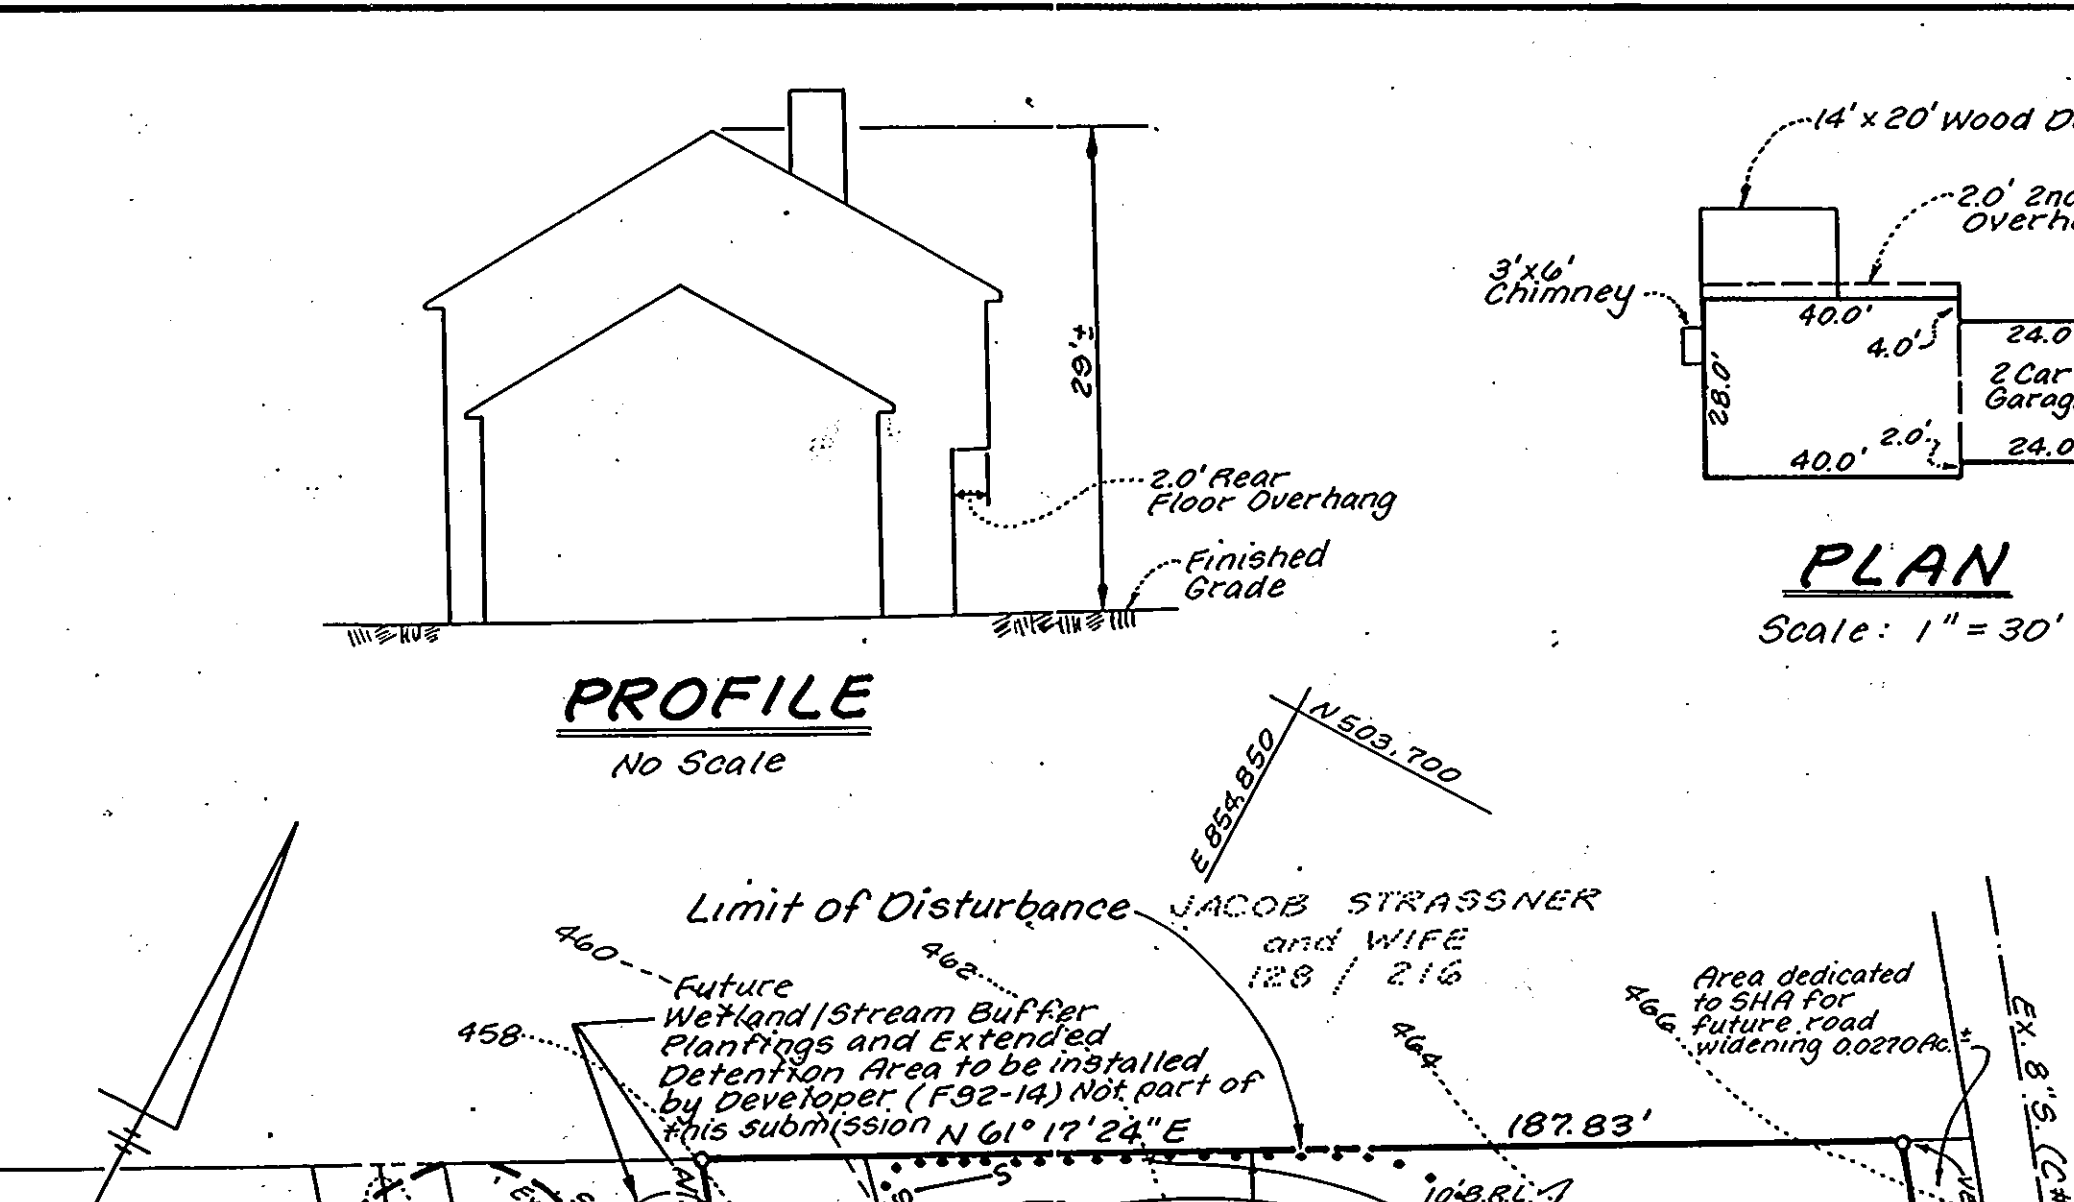 29'±
2.0' Rear
Floor Overhang
Finished
Grade
PROFILE
No Scale
14' x 20' Wood
2.0'
3'x6'
Chimney
40.0'
4.0'
24.0
2 Car
28.0'
2.0'
24.0
40.0'
PLAN
Scale: 1" = 30'
N 503,700
E 854,850
Limit of Disturbance
JACOB STRASSNER
and WIFE
128 / 216
460
462
458
464
466
Future
Wetland/Stream Buffer
Plantings and Extended
Detention Area to be installed
by Developer. (F92-14) Not part of
this submission
N 61° 17' 24" E
187.83'
Area dedicated
to SHA for
future road
widening 0.0270 Ac.±
Ex. 8" S.
S
10' B.R.L.